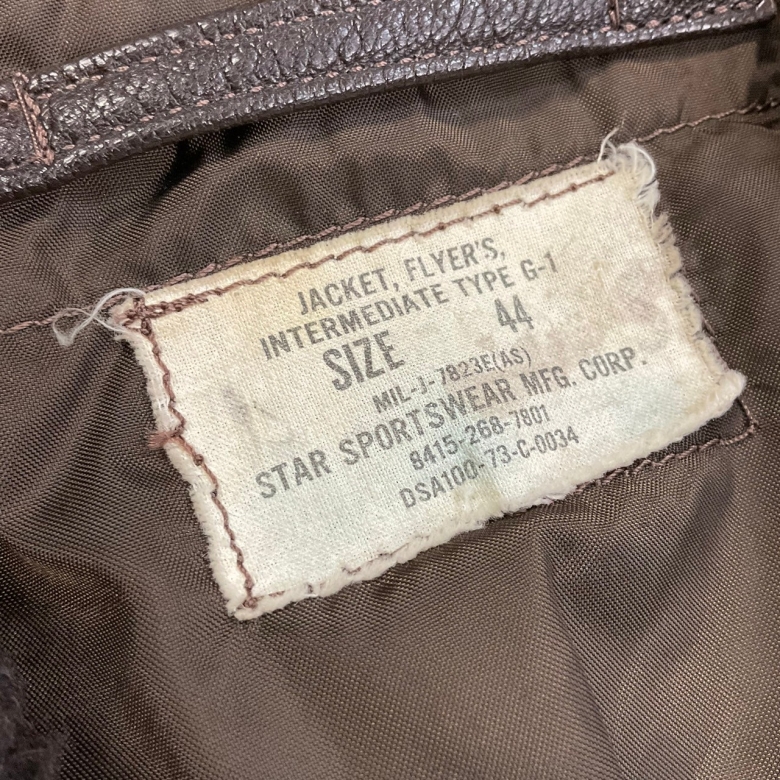 JACKET, FLYER'S,
INTERMEDIATE TYPE G-1
SIZE 44
MIL-J-7823E(AS)
STAR SPORTSWEAR MFG. CORP.
8415-268-7801
DSA100-73-C-0034